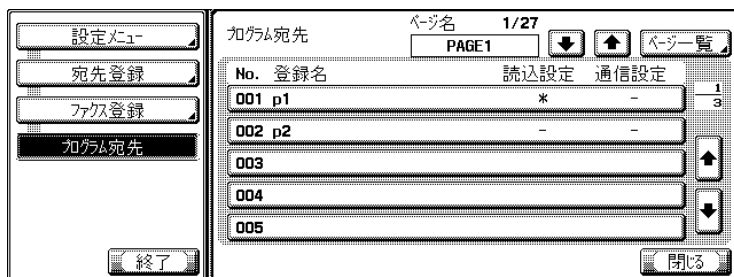 設定ﾒﾆｭｰ
宛先登録
ﾌｧｸｽ登録
ﾌﾟﾛｸﾞﾗﾑ宛先
終了
ﾌﾟﾛｸﾞﾗﾑ宛先
ﾍﾟｰｼﾞ名 1/27
PAGE1
ﾍﾟｰｼﾞ一覧
No. 登録名 読込設定 通信設定
001 p1 * -
002 p2 - -
003
004
005
1
3
閉じる